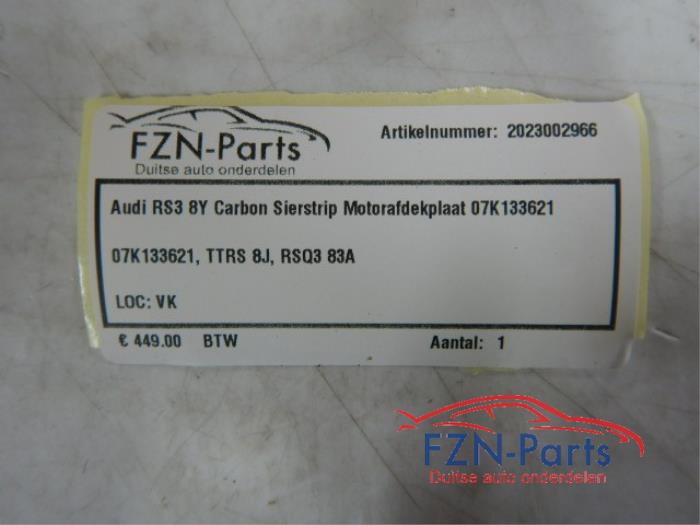 FZN-Parts
Duitse auto onderdelen
Artikelnummer: 2023002966
Audi RS3 8Y Carbon Sierstrip Motorafdekplaat 07K133621
07K133621, TTRS 8J, RSQ3 83A
LOC: VK
€ 449.00 BTW
Aantal: 1
FZN-Parts
Duitse auto onderdelen